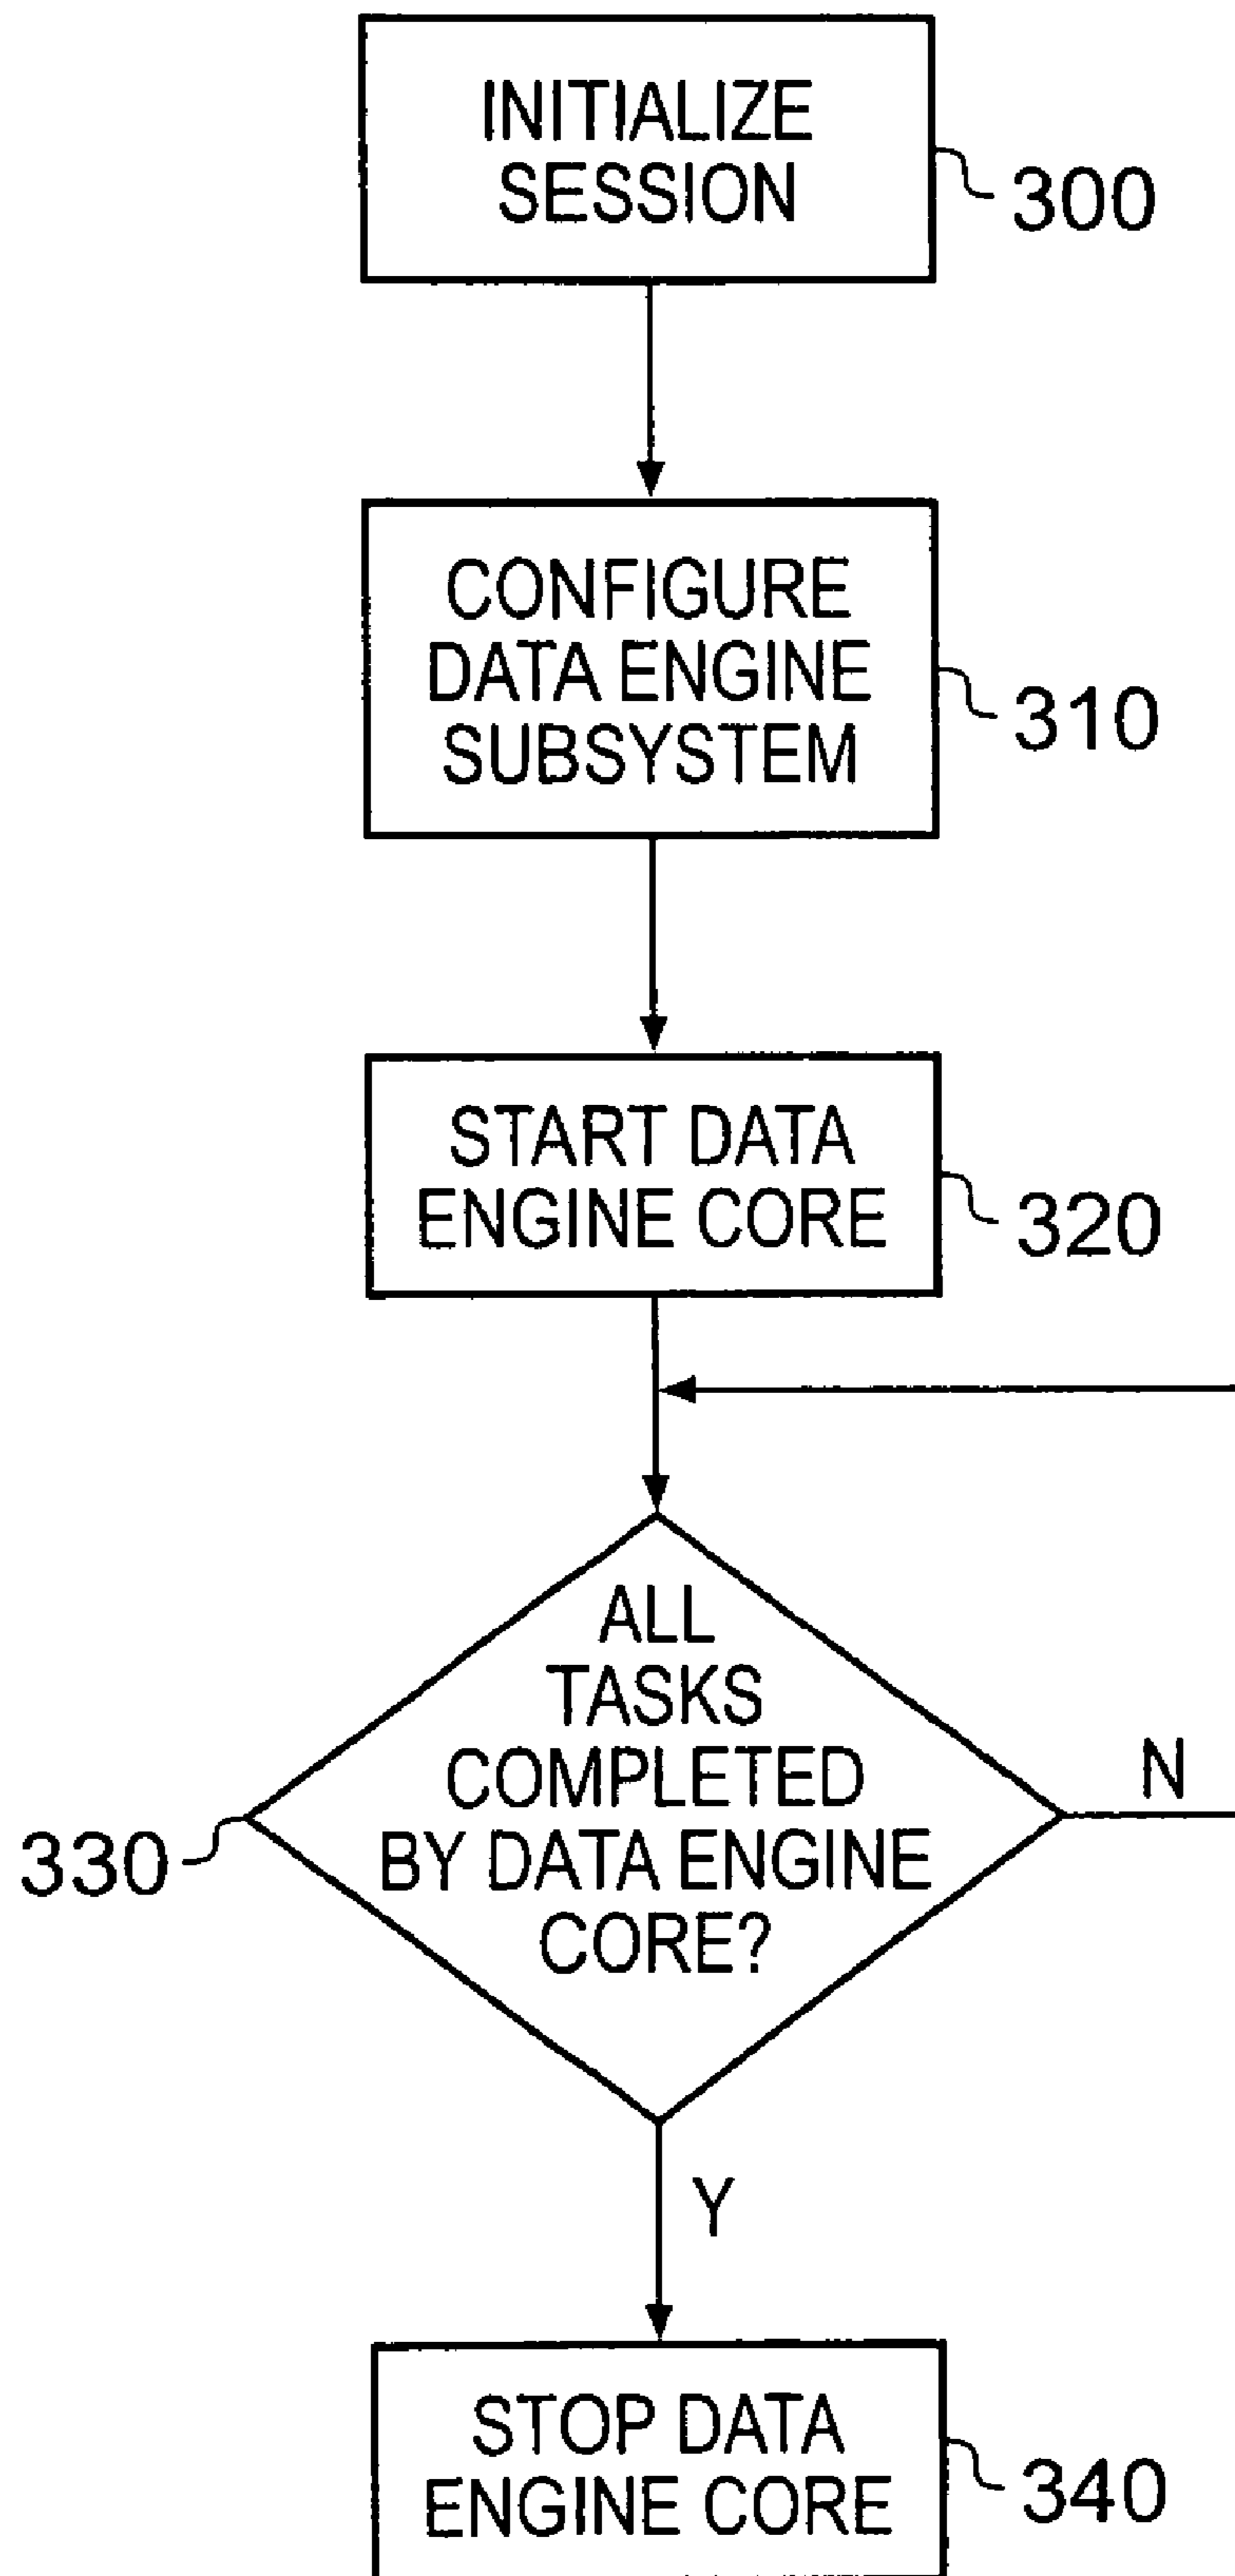 INITIALIZE
SESSION
300
CONFIGURE
DATA ENGINE
SUBSYSTEM
310
START DATA
ENGINE CORE
320
ALL
TASKS
COMPLETED
BY DATA ENGINE
CORE?
330
N
Y
STOP DATA
ENGINE CORE
340